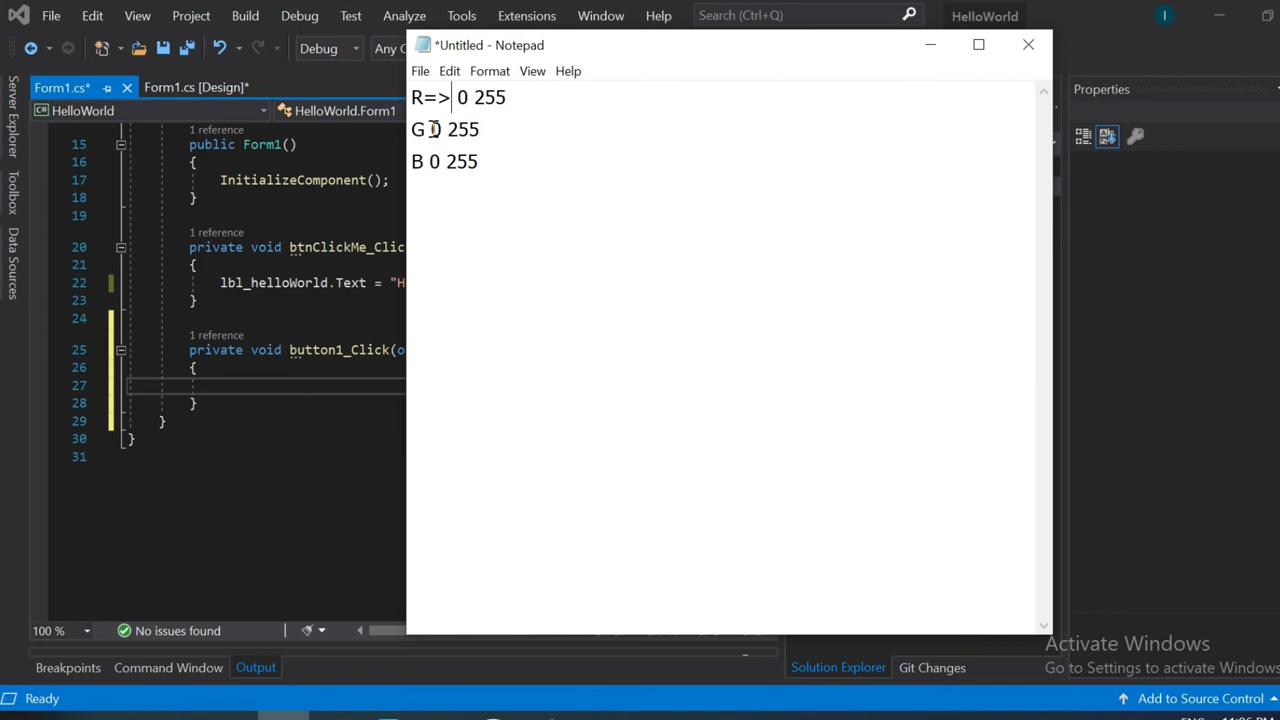 File Edit View Project Build Debug Test Analyze Tools Extensions Window Help Search (Ctrl+Q) HelloWorld I
Debug Any C
*Untitled - Notepad
File Edit Format View Help
R=> 0 255
G 0 255
B 0 255
Server Explorer
Toolbox
Data Sources
Form1.cs* Form1.cs [Design]*
HelloWorld HelloWorld.Form1
1 reference
15 public Form1()
16 {
17 InitializeComponent();
18 }
19
1 reference
20 private void btnClickMe_Clic
21 {
22 lbl_helloWorld.Text = "H
23 }
24
1 reference
25 private void button1_Click(o
26 {
27
28 }
29 }
30 }
31
100 % No issues found
Breakpoints Command Window Output
Properties
Solution Explorer Git Changes
Activate Windows
Go to Settings to activate Windows
Ready Add to Source Control